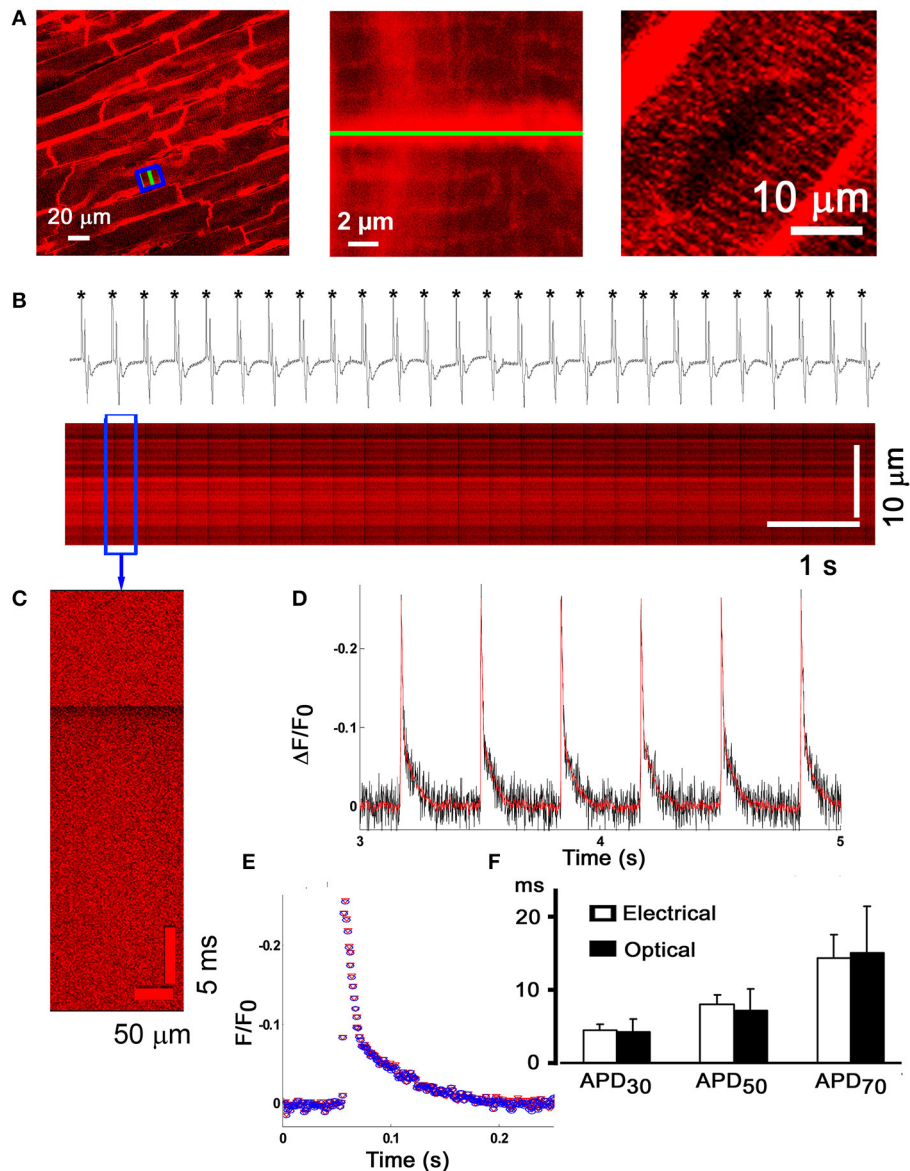 A
20 μm
2 μm
10 μm
B
* * * * * * * * * * * * * * * * * * * * * * * * * *
10 μm
1 s
C
5 ms
50 μm
D
ΔF/F0
-0.2
-0.1
0
3
4
5
Time (s)
E
F/F0
-0.2
-0.1
0
0
0.1
0.2
Time (s)
F
ms
20
10
0
Electrical
Optical
APD30
APD50
APD70